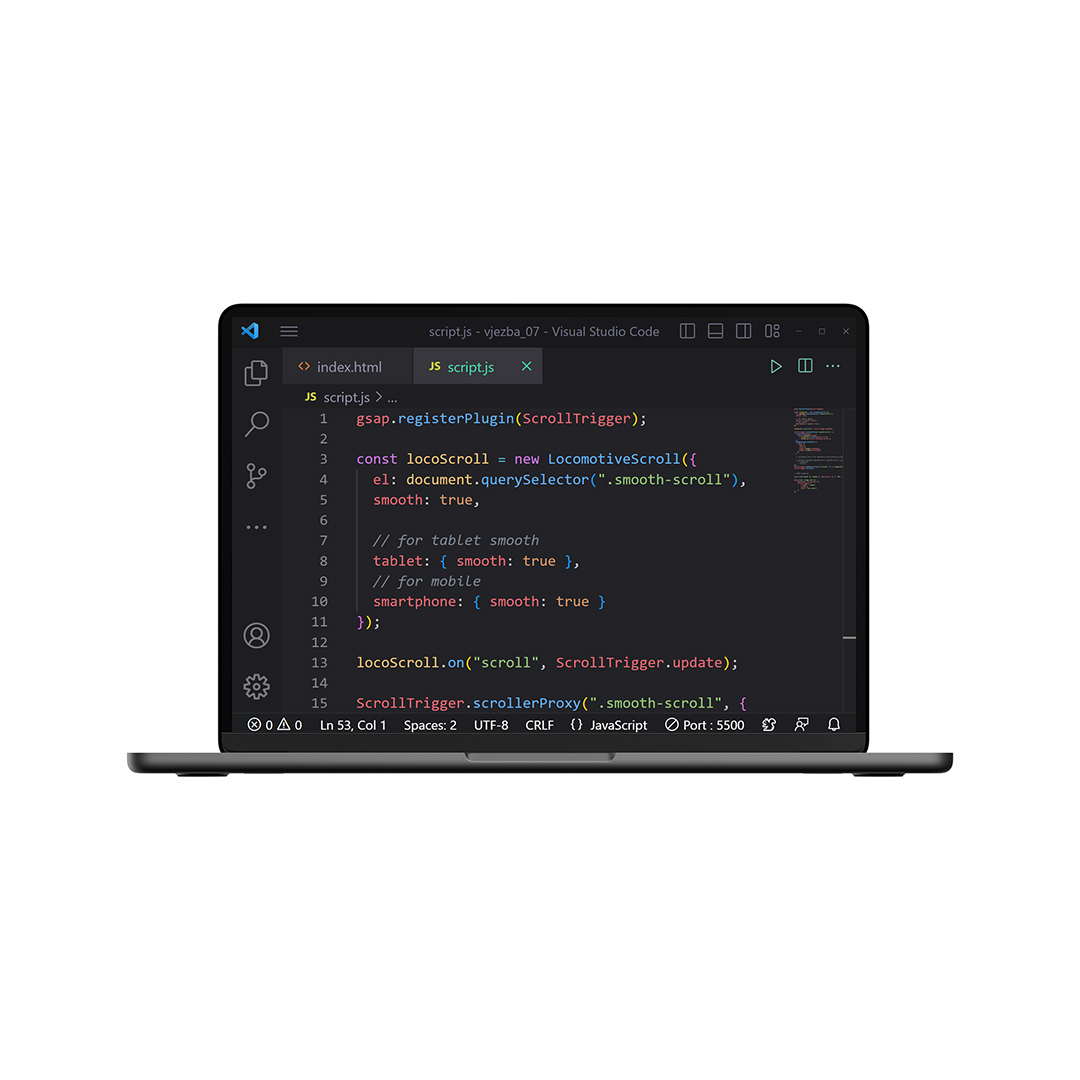 script.js - vjezba_07 - Visual Studio Code
<> index.html JS script.js
JS script.js > ...
1 gsap.registerPlugin(ScrollTrigger);
2
3 const locoScroll = new LocomotiveScroll({
4 el: document.querySelector(".smooth-scroll"),
5 smooth: true,
6
7 // for tablet smooth
8 tablet: { smooth: true },
9 // for mobile
10 smartphone: { smooth: true }
11 });
12
13 locoScroll.on("scroll", ScrollTrigger.update);
14
15 ScrollTrigger.scrollerProxy(".smooth-scroll", {
0 0 Ln 53, Col 1 Spaces: 2 UTF-8 CRLF {} JavaScript Port : 5500